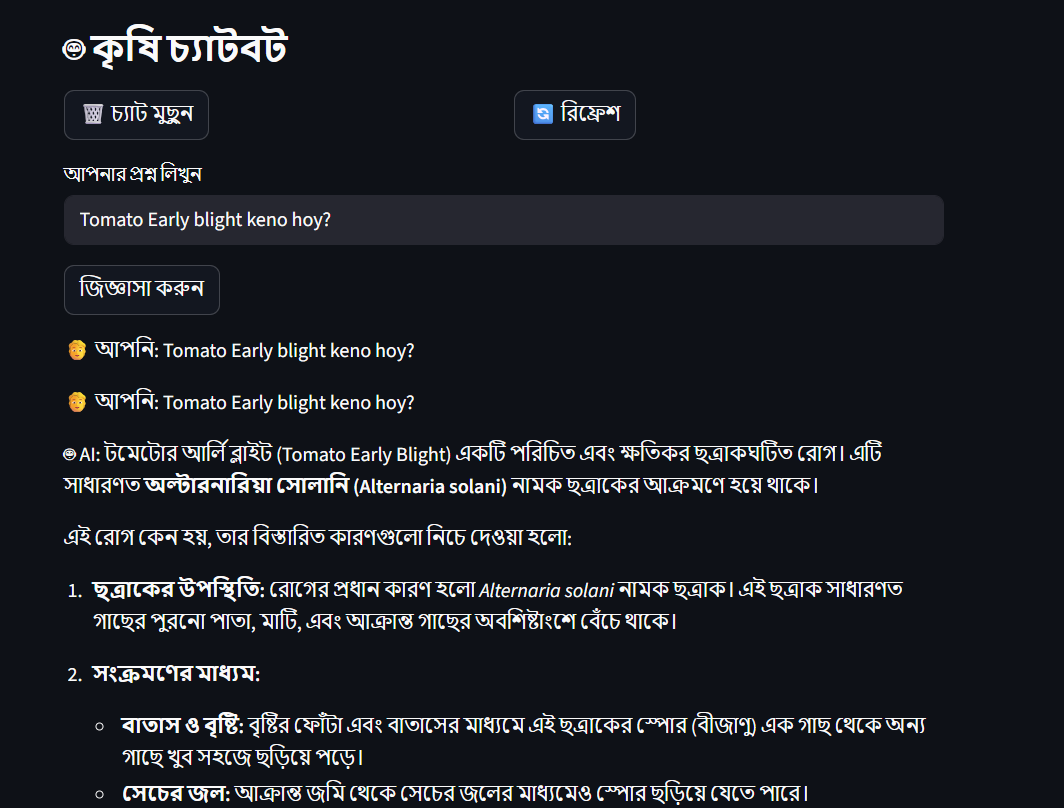 কৃষি চ্যাটবট
চ্যাট মুছুন
রিফ্রেশ
আপনার প্রশ্ন লিখুন
Tomato Early blight keno hoy?
জিজ্ঞাসা করুন
আপনি: Tomato Early blight keno hoy?
আপনি: Tomato Early blight keno hoy?
AI: টমেটোর আর্লি ব্লাইট (Tomato Early Blight) একটি পরিচিত এবং ক্ষতিকর ছত্রাকঘটিত রোগ। এটি
সাধারণত অল্টারনারিয়া সোলানি (Alternaria solani) নামক ছত্রাকের আক্রমণে হয়ে থাকে।
এই রোগ কেন হয়, তার বিস্তারিত কারণগুলো নিচে দেওয়া হলো:
1. ছত্রাকের উপস্থিতি: রোগের প্রধান কারণ হলো Alternaria solani নামক ছত্রাক। এই ছত্রাক সাধারণত
গাছের পুরনো পাতা, মাটি, এবং আক্রান্ত গাছের অবশিষ্টাংশে বেঁচে থাকে।
2. সংক্রমণের মাধ্যম:
○ বাতাস ও বৃষ্টি: বৃষ্টির ফোঁটা এবং বাতাসের মাধ্যমে এই ছত্রাকের স্পোর (বীজাণু) এক গাছ থেকে অন্য
গাছে খুব সহজে ছড়িয়ে পড়ে।
○ সেচের জল: আক্রান্ত জমি থেকে সেচের জলের মাধ্যমেও স্পোর ছড়িয়ে যেতে পারে।